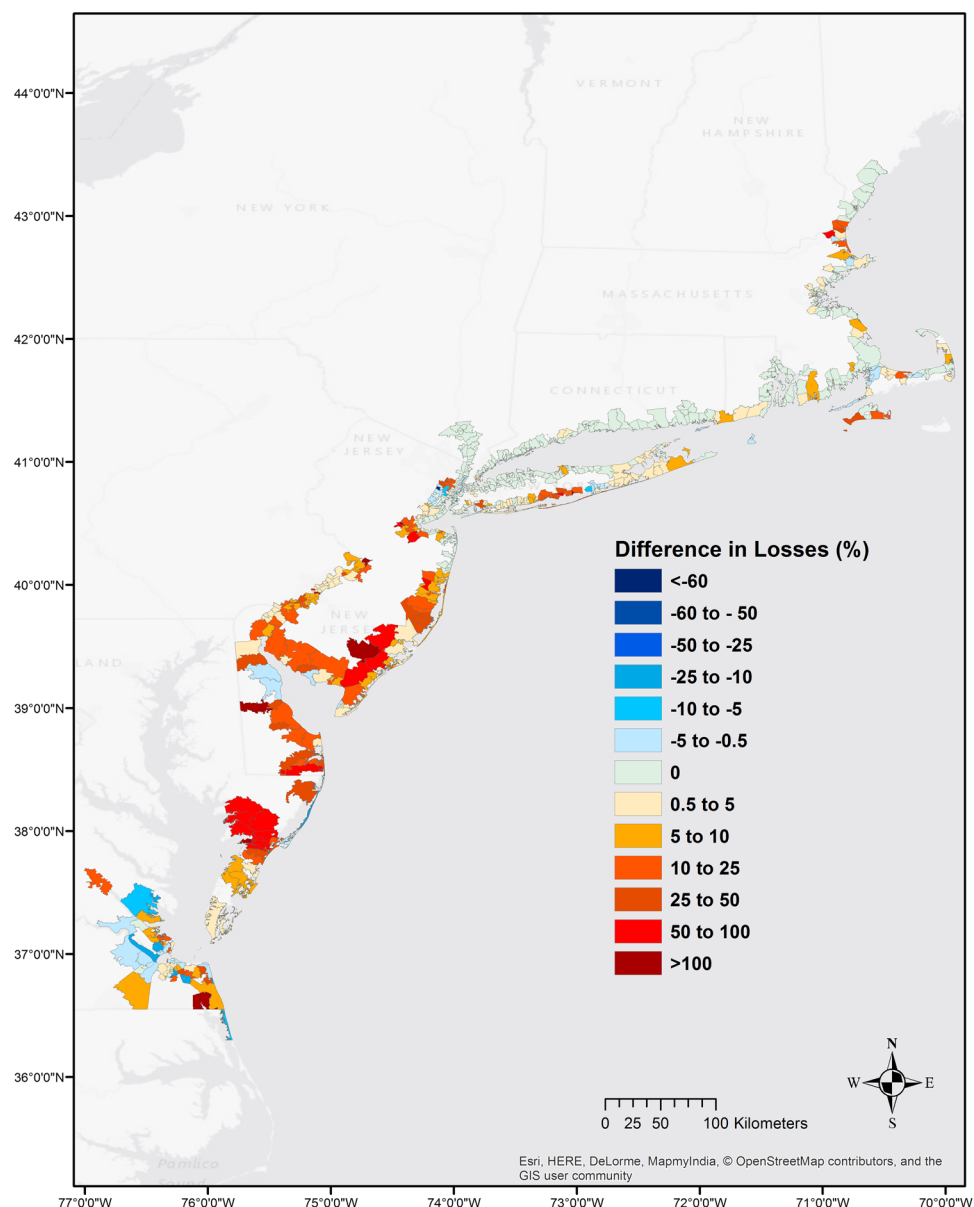 44°0'0"N
43°0'0"N
42°0'0"N
41°0'0"N
40°0'0"N
39°0'0"N
38°0'0"N
37°0'0"N
36°0'0"N
VERMONT
NEW
HAMPSHIRE
NEW YORK
MASSACHUSETTS
CONNECTICUT
NEW
JERSEY
NEW
JERSE
LAND
Difference in Losses (%)
<-60
-60 to - 50
-50 to -25
-25 to -10
-10 to -5
-5 to -0.5
0
0.5 to 5
5 to 10
10 to 25
25 to 50
50 to 100
>100
N
W E
S
0 25 50 100 Kilometers
Pamlico
Sound
Esri, HERE, DeLorme, MapmyIndia, © OpenStreetMap contributors, and the
GIS user community
77°0'0"W 76°0'0"W 75°0'0"W 74°0'0"W 73°0'0"W 72°0'0"W 71°0'0"W 70°0'0"W